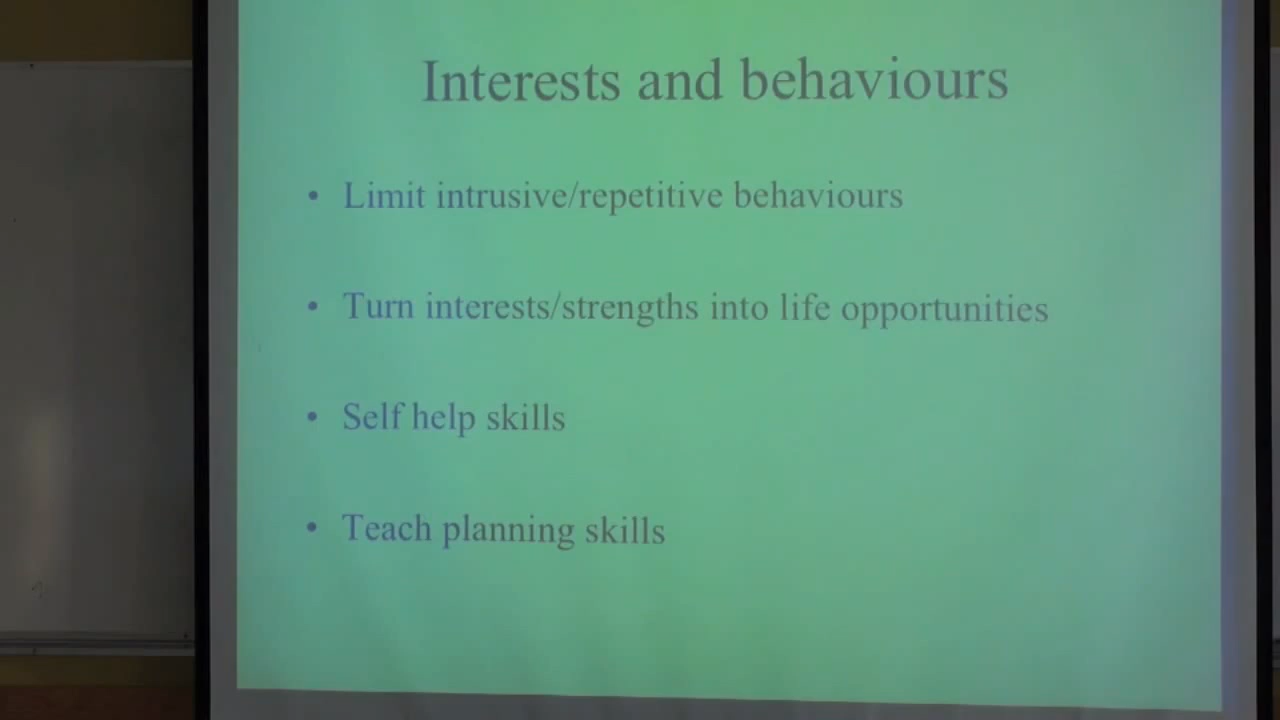 Interests and behaviours
• Limit intrusive/repetitive behaviours
• Turn interests/strengths into life opportunities
• Self help skills
• Teach planning skills